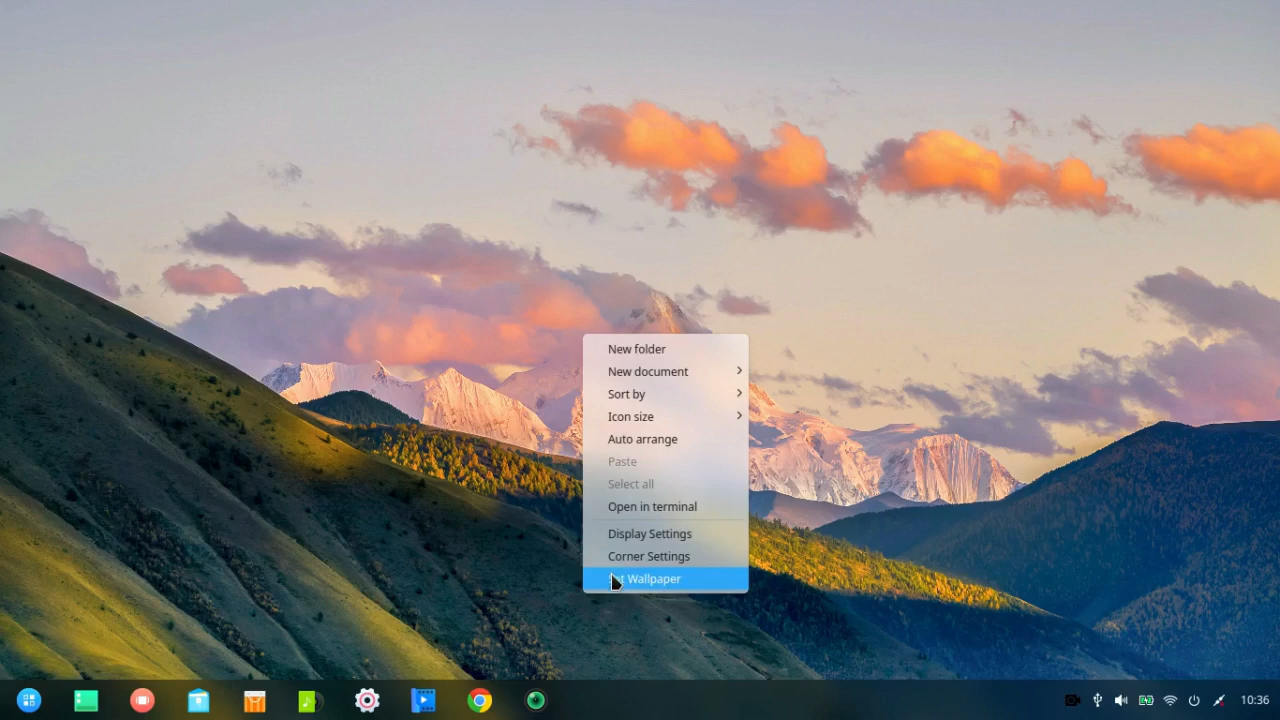 New folder
New document
Sort by
Icon size
Auto arrange
Paste
Select all
Open in terminal
Display Settings
Corner Settings
Wallpaper
10:36